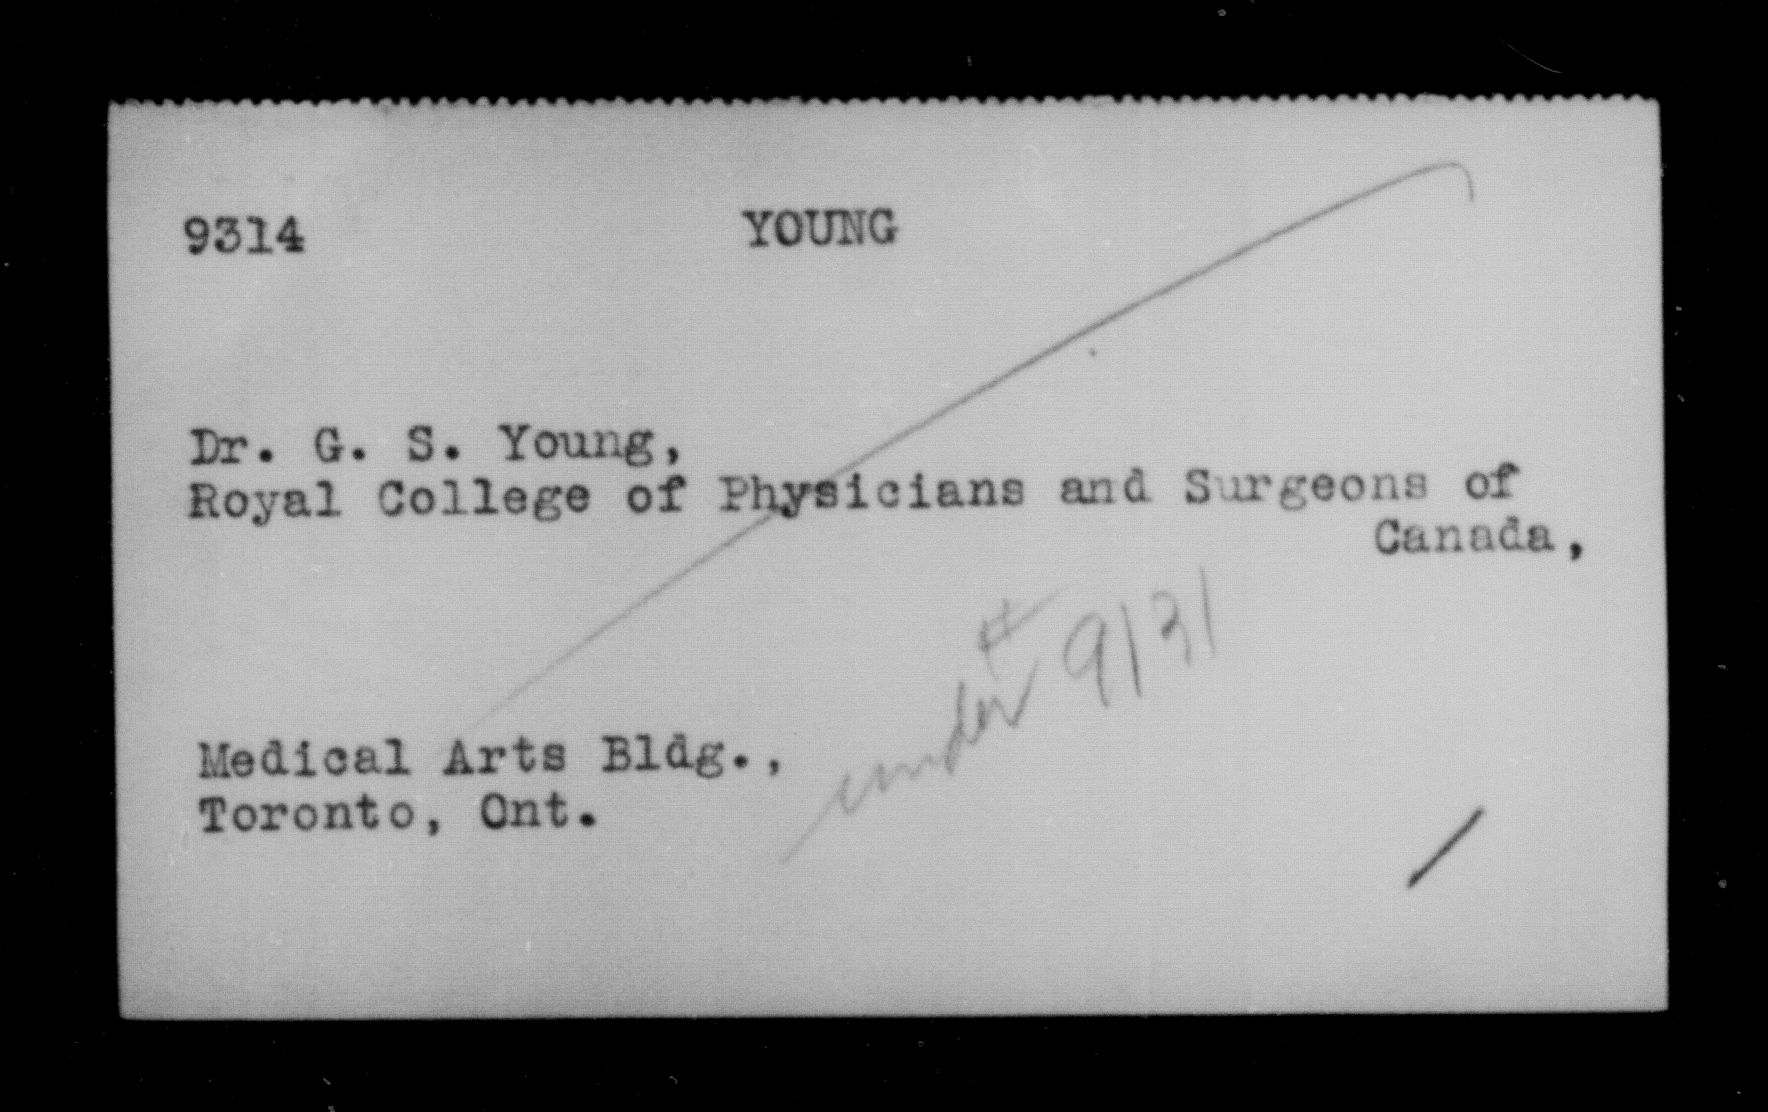 9314 YOUNG
Dr. G. S. Young,
Royal College of Physicians and Surgeons of
Canada,
under # 9131
Medical Arts Bldg.,
Toronto, Ont.